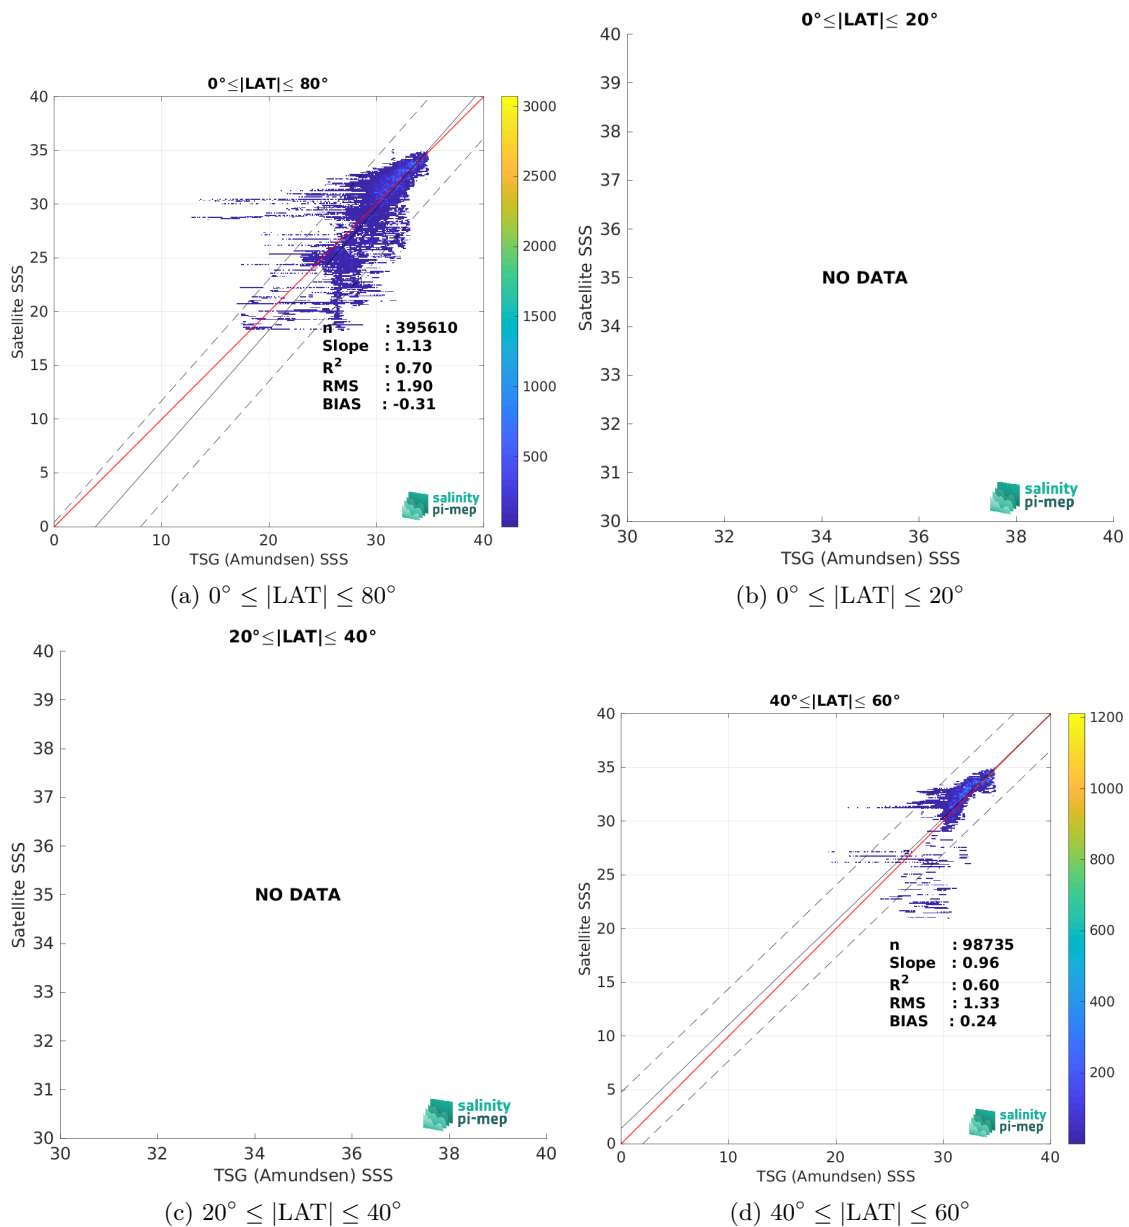 0°≤|LAT|≤ 80°
40
35
30
25
20
15
10
5
0
0
10
20
30
40
3000
2500
2000
1500
1000
500
Satellite SSS
TSG (Amundsen) SSS
n : 395610
Slope : 1.13
R² : 0.70
RMS : 1.90
BIAS : -0.31
salinity
pi-mep
(a) 0° ≤ |LAT| ≤ 80°
0°≤|LAT|≤ 20°
40
39
38
37
36
35
34
33
32
31
30
30
32
34
36
38
40
Satellite SSS
NO DATA
TSG (Amundsen) SSS
salinity
pi-mep
(b) 0° ≤ |LAT| ≤ 20°
20°≤|LAT|≤ 40°
40
39
38
37
36
35
34
33
32
31
30
30
32
34
36
38
40
Satellite SSS
NO DATA
TSG (Amundsen) SSS
salinity
pi-mep
(c) 20° ≤ |LAT| ≤ 40°
40°≤|LAT|≤ 60°
40
35
30
25
20
15
10
5
0
0
10
20
30
40
1200
1000
800
600
400
200
Satellite SSS
TSG (Amundsen) SSS
n : 98735
Slope : 0.96
R² : 0.60
RMS : 1.33
BIAS : 0.24
salinity
pi-mep
(d) 40° ≤ |LAT| ≤ 60°